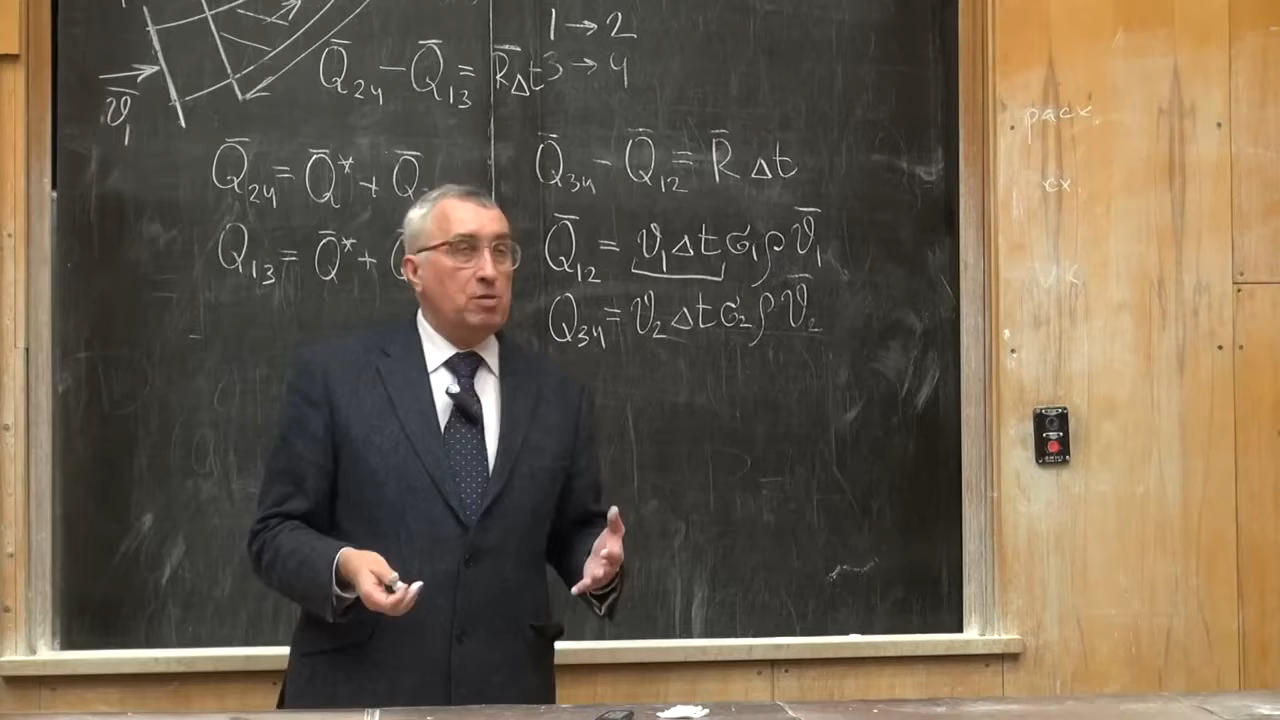 1 → 2
Q̄₂₄ − Q̄₁₃ = R̄Δt 3 → 4
ϑ̄₁
Q̄₂₄ = Q̄* + Q̄
Q̄₃₄ − Q̄₁₂ = R̄ Δt
Q₁₃ = Q̄* +
Q̄₁₂ = ϑ₁ Δt σ₁ ρ ϑ̄₁
Q₃₄ = ϑ₂ Δt σ₂ ρ ϑ̄₂
расх.